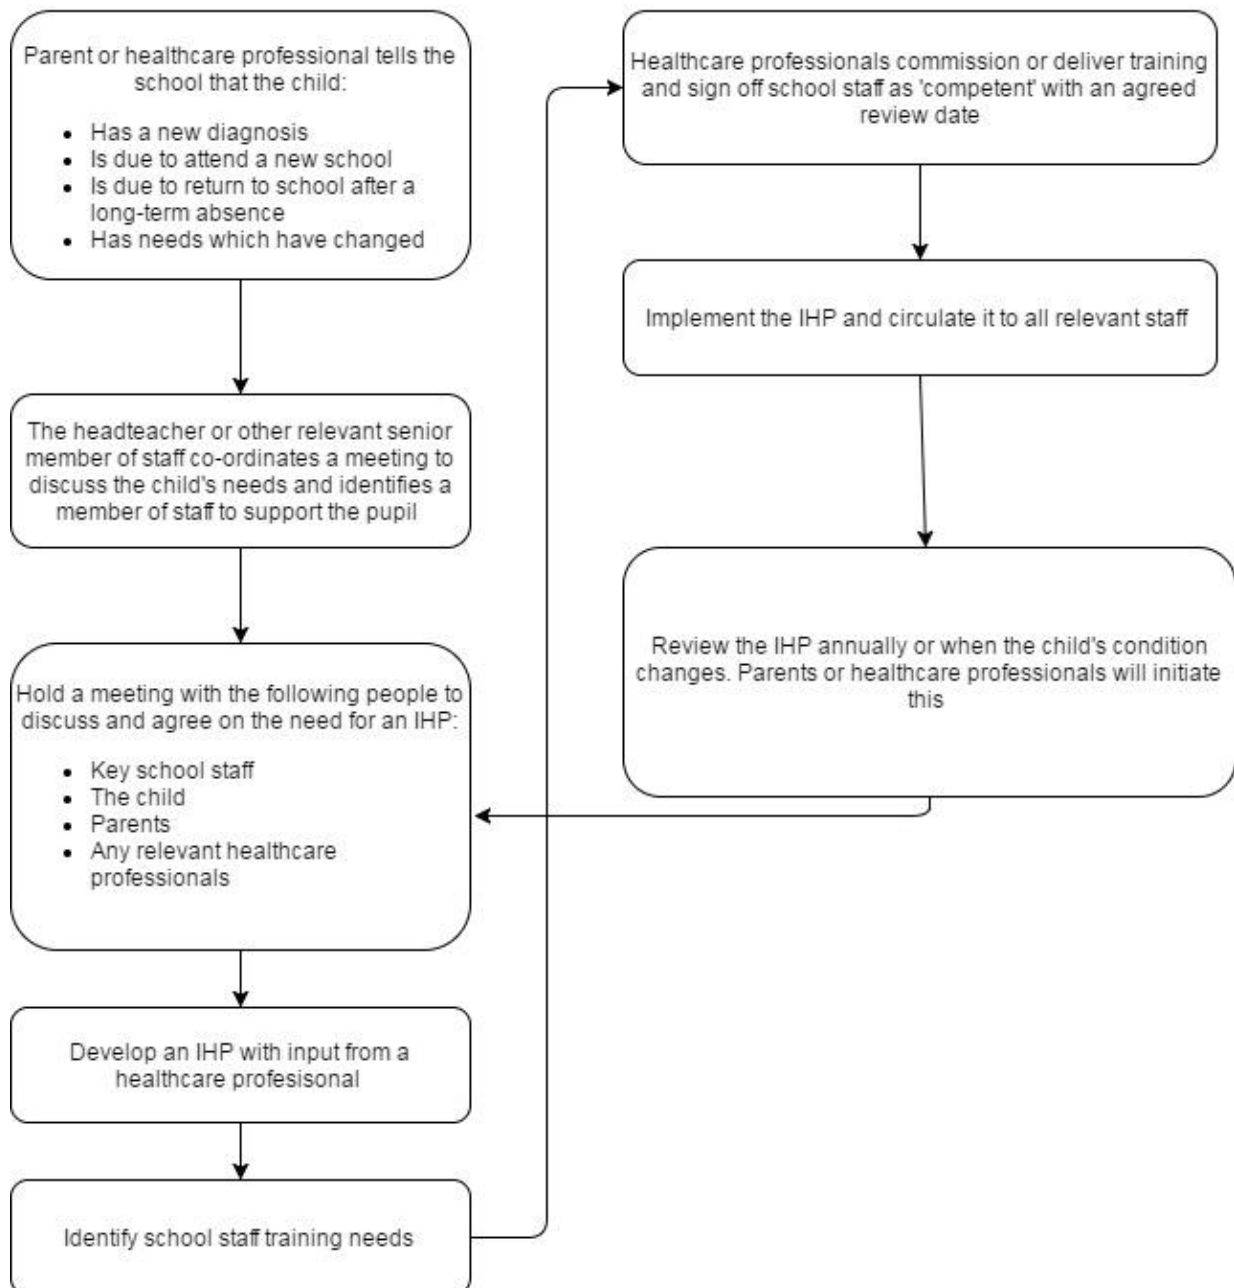 Parent or healthcare professional tells the
school that the child:
• Has a new diagnosis
• Is due to attend a new school
• Is due to return to school after a
long-term absence
• Has needs which have changed
The headteacher or other relevant senior
member of staff co-ordinates a meeting to
discuss the child's needs and identifies a
member of staff to support the pupil
Hold a meeting with the following people to
discuss and agree on the need for an IHP:
• Key school staff
• The child
• Parents
• Any relevant healthcare
professionals
Develop an IHP with input from a
healthcare profesisonal
Identify school staff training needs
Healthcare professionals commission or deliver training
and sign off school staff as 'competent' with an agreed
review date
Implement the IHP and circulate it to all relevant staff
Review the IHP annually or when the child's condition
changes. Parents or healthcare professionals will initiate
this